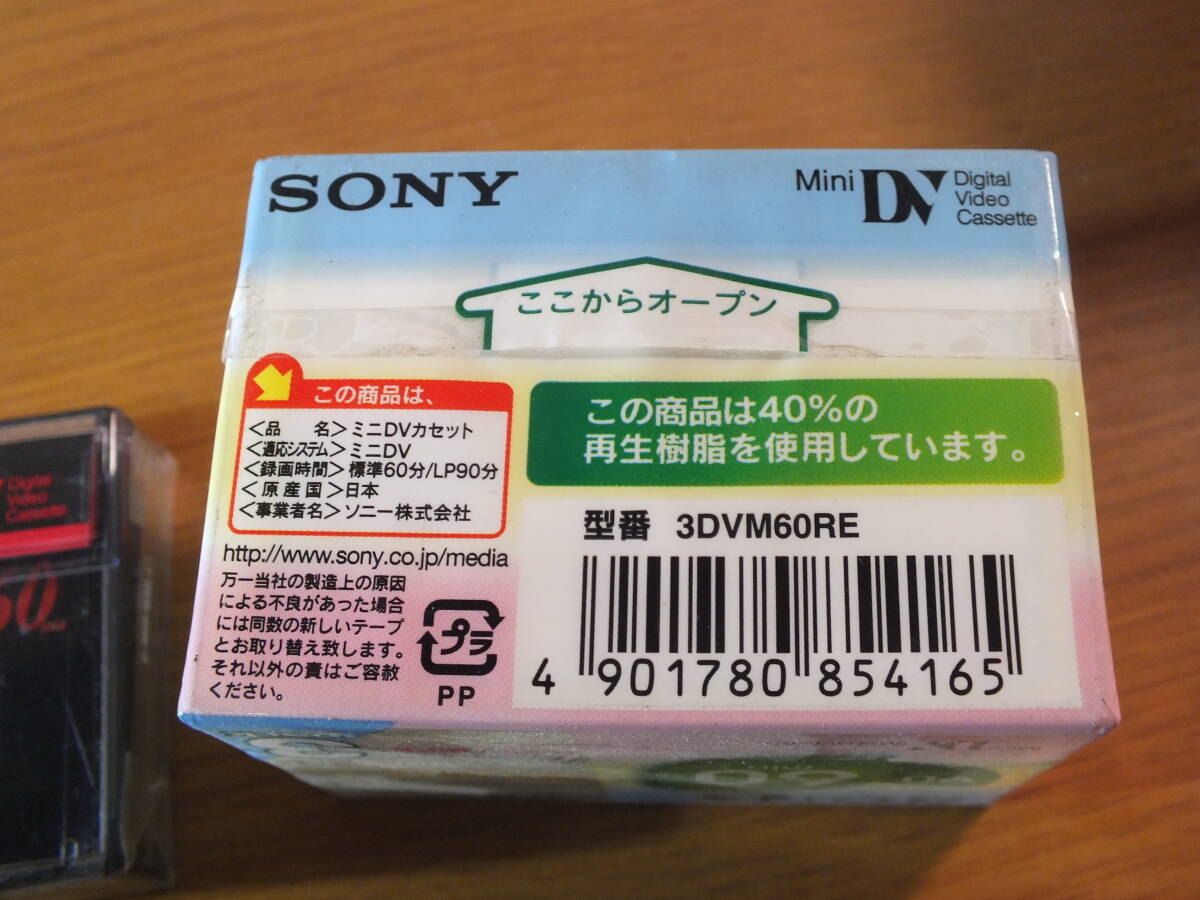 SONY
Mini DV Digital
Video
Cassette
ここからオープン
この商品は、
<品　名>ミニDVカセット
<適応システム>ミニDV
<録画時間>標準60分/LP90分
<原産国>日本
<事業者名>ソニー株式会社
http://www.sony.co.jp/media
万一当社の製造上の原因
による不良があった場合
には同数の新しいテープ
とお取り替え致します。
それ以外の責はご容赦
ください。
プラ
PP
この商品は40%の
再生樹脂を使用しています。
型番 3DVM60RE
4 901780 854165
Digital
Video
Cassette
60